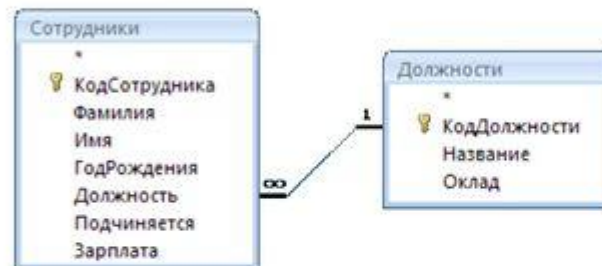 Сотрудники
*
КодСотрудника
Фамилия
Имя
ГодРождения
Должность
Подчиняется
Зарплата
∞
1
Должности
*
КодДолжности
Название
Оклад